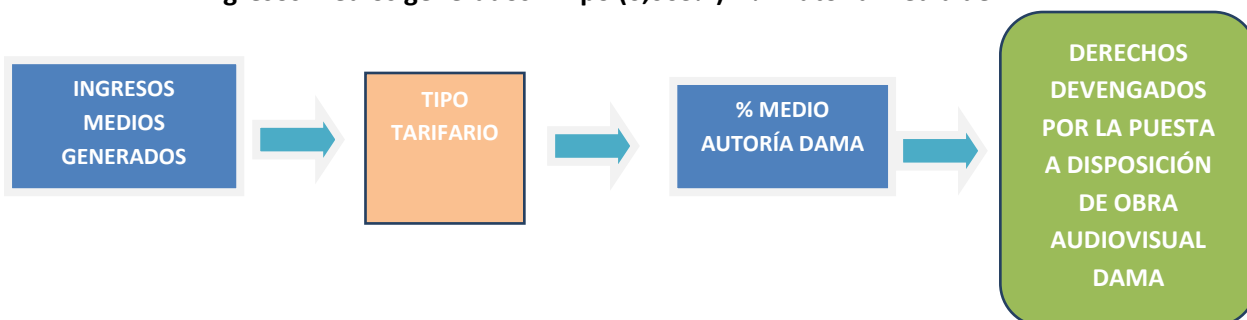 INGRESOS
MEDIOS
GENERADOS
TIPO
TARIFARIO
% MEDIO
AUTORÍA DAMA
DERECHOS
DEVENGADOS
POR LA PUESTA
A DISPOSICIÓN
DE OBRA
AUDIOVISUAL
DAMA